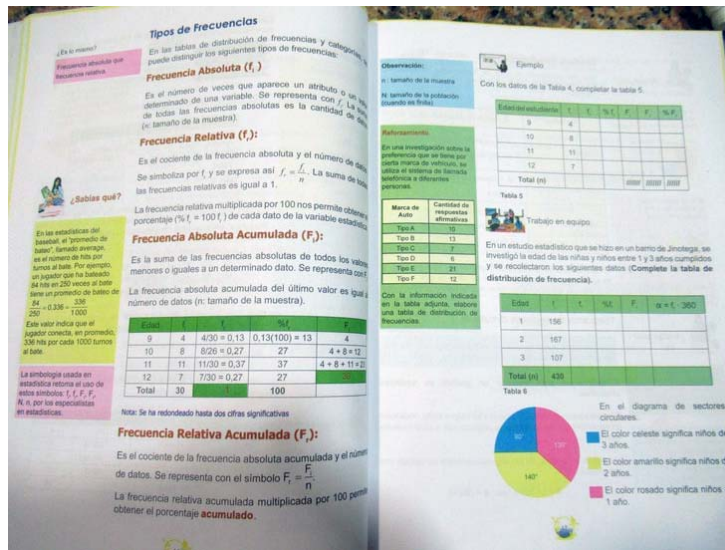 Tipos de Frecuencias
¿Es lo mismo?
Frecuencia absoluta que
frecuencia relativa
En las tablas de distribución de frecuencias y categorías,
puede distinguir los siguientes tipos de frecuencias:
Frecuencia Absoluta (f )
Es el número de veces que aparece un atributo o un
determinado de una variable. Se representa con f. La suma
de todas las frecuencias absolutas es la cantidad de
(n: tamaño de la muestra).
Frecuencia Relativa (fr):
Es el cociente de la frecuencia absoluta y el número de
Se simboliza por fr y se expresa así fr = f/n. La suma de
las frecuencias relativas es igual a 1.
¿Sabías qué?
La frecuencia relativa multiplicada por 100 nos permite obtener
porcentaje (% fr = 100 fr) de cada dato de la variable estadística
En las estadísticas del
baseball, el "promedio de
bateo", llamado average,
es el número de hits por
turnos al bate. Por ejemplo,
un jugador que ha bateado
84 hits en 250 veces al bate
tiene un promedio de bateo de
84/250 = 0.336 = 336/1000
Este valor indica que el
jugador conecta, en promedio,
336 hits por cada 1000 turnos
al bate.
Frecuencia Absoluta Acumulada (F):
Es la suma de las frecuencias absolutas de todos los valores
menores o iguales a un determinado dato. Se representa con F
La frecuencia absoluta acumulada del último valor es igual
número de datos (n: tamaño de la muestra).
Edad f fr %fr F
9 4 4/30 = 0,13 0,13(100) = 13 4
10 8 8/26 = 0,27 27 4 + 8 = 12
11 11 11/30 = 0,37 37 4 + 8 + 11 = 23
12 7 7/30 = 0,27 27
Total 30 100
La simbología usada en
estadística retoma el uso de
estos símbolos: f, fr, F, Fr,
N, n, por los especialistas
en estadísticas.
Nota: Se ha redondeado hasta dos cifras significativas
Frecuencia Relativa Acumulada (Fr):
Es el cociente de la frecuencia absoluta acumulada y el número
de datos. Se representa con el símbolo Fr = F/n.
La frecuencia relativa acumulada multiplicada por 100 permite
obtener el porcentaje acumulado.
Observación:
n : tamaño de la muestra
N: tamaño de la población
(cuando es finita)
Reforzamiento
En una investigación sobre la
preferencia que se tiene por
cierta marca de vehículo, se
utiliza el sistema de llamada
telefónica a diferentes
personas.
Marca de Auto Cantidad de respuestas afirmativas
Tipo A 10
Tipo B 13
Tipo C 7
Tipo D 6
Tipo E 21
Tipo F 12
Con la información indicada
en la tabla adjunta, elabore
una tabla de distribución de
frecuencias.
Ejemplo
Con los datos de la Tabla 4, completar la tabla 5.
Edad del estudiante f fr % fr F Fr % Fr
9 4
10 8
11 11
12 7
Total (n)
Tabla 5
Trabajo en equipo
En un estudio estadístico que se hizo en un barrio de Jinotega, se
investigó la edad de las niñas y niños entre 1 y 3 años cumplidos
y se recolectaron los siguientes datos (Complete la tabla de
distribución de frecuencia).
Edad f fr %fr F α = fr · 360
1 156
2 167
3 107
Total (n) 430
Tabla 6
En el diagrama de sectores
circulares.
El color celeste significa niños de
3 años.
El color amarillo significa niños d
2 años.
El color rosado significa niños
1 año.
90°
130°
140°